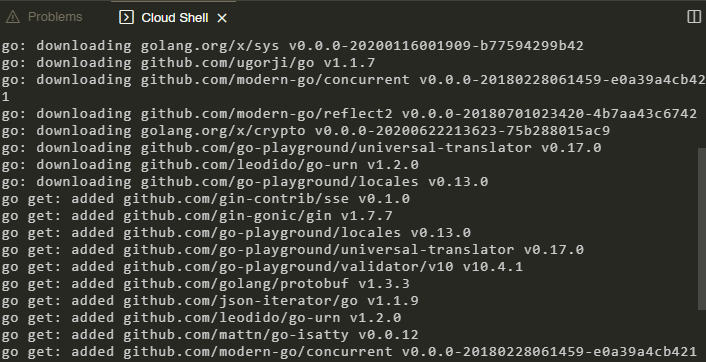 Problems
Cloud Shell
go: downloading golang.org/x/sys v0.0.0-20200116001909-b77594299b42
go: downloading github.com/ugorji/go v1.1.7
go: downloading github.com/modern-go/concurrent v0.0.0-20180228061459-e0a39a4cb42
1
go: downloading github.com/modern-go/reflect2 v0.0.0-20180701023420-4b7aa43c6742
go: downloading golang.org/x/crypto v0.0.0-20200622213623-75b288015ac9
go: downloading github.com/go-playground/universal-translator v0.17.0
go: downloading github.com/leodido/go-urn v1.2.0
go: downloading github.com/go-playground/locales v0.13.0
go get: added github.com/gin-contrib/sse v0.1.0
go get: added github.com/gin-gonic/gin v1.7.7
go get: added github.com/go-playground/locales v0.13.0
go get: added github.com/go-playground/universal-translator v0.17.0
go get: added github.com/go-playground/validator/v10 v10.4.1
go get: added github.com/golang/protobuf v1.3.3
go get: added github.com/json-iterator/go v1.1.9
go get: added github.com/leodido/go-urn v1.2.0
go get: added github.com/mattn/go-isatty v0.0.12
go get: added github.com/modern-go/concurrent v0.0.0-20180228061459-e0a39a4cb421